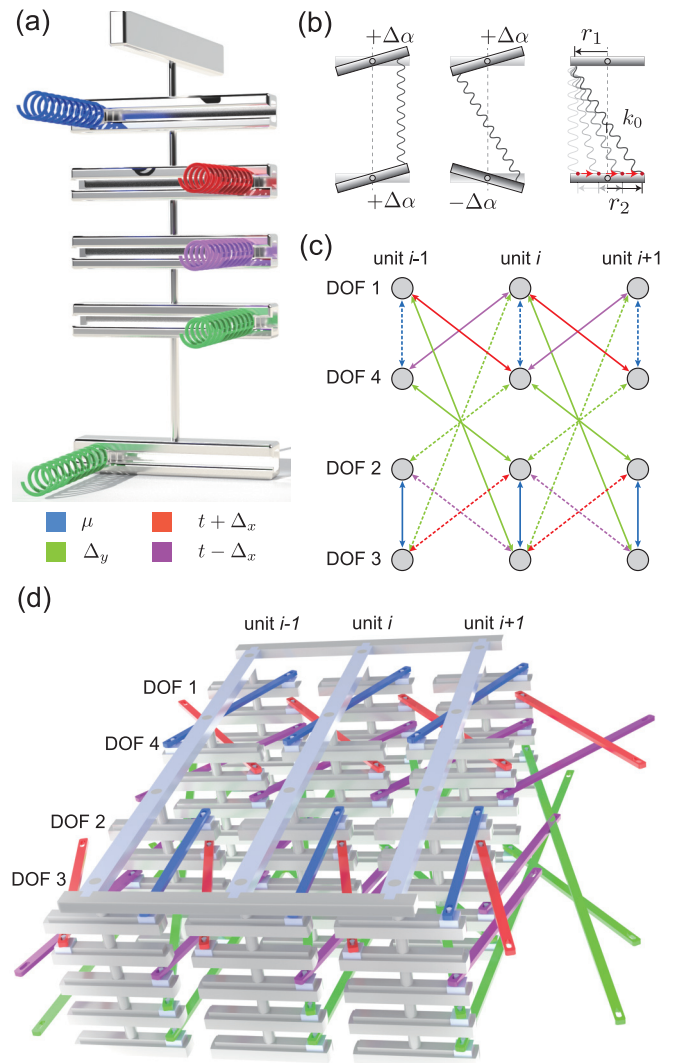 (a)
μ
t + Δx
Δy
t − Δx
(b)
+Δα
+Δα
r1
k0
+Δα
−Δα
r2
(c)
unit i-1
unit i
unit i+1
DOF 1
DOF 4
DOF 2
DOF 3
(d)
unit i-1
unit i
unit i+1
DOF 1
DOF 4
DOF 2
DOF 3